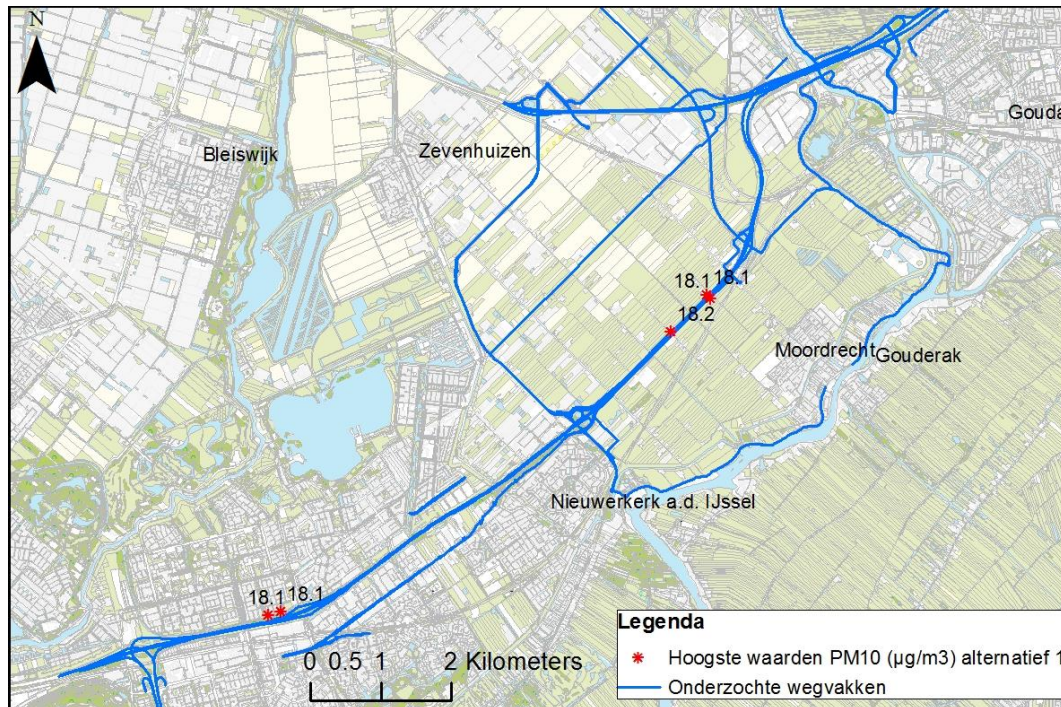 N
Gouda
Bleiswijk
Zevenhuizen
18.1 18.1
18.2
Moordrecht Gouderak
Nieuwerkerk a.d. IJssel
18.1 18.1
0 0.5 1 2 Kilometers
Legenda
Hoogste waarden PM10 (µg/m3) alternatief 1
Onderzochte wegvakken